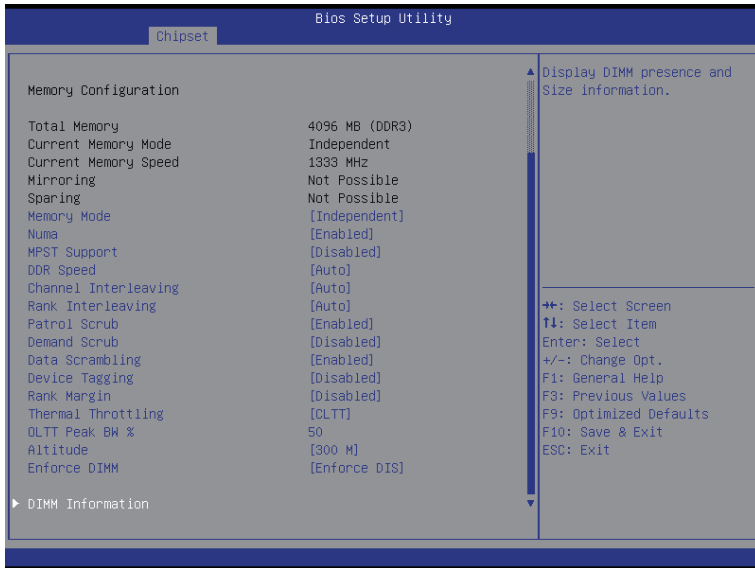 Bios Setup Utility
Chipset
Memory Configuration
Total Memory 4096 MB (DDR3)
Current Memory Mode Independent
Current Memory Speed 1333 MHz
Mirroring Not Possible
Sparing Not Possible
Memory Mode [Independent]
Numa [Enabled]
MPST Support [Disabled]
DDR Speed [Auto]
Channel Interleaving [Auto]
Rank Interleaving [Auto]
Patrol Scrub [Enabled]
Demand Scrub [Disabled]
Data Scrambling [Enabled]
Device Tagging [Disabled]
Rank Margin [Disabled]
Thermal Throttling [CLTT]
OLTT Peak BW % 50
Altitude [300 M]
Enforce DIMM [Enforce DIS]
DIMM Information
Display DIMM presence and
Size information.
→←: Select Screen
↑↓: Select Item
Enter: Select
+/-: Change Opt.
F1: General Help
F3: Previous Values
F9: Optimized Defaults
F10: Save & Exit
ESC: Exit